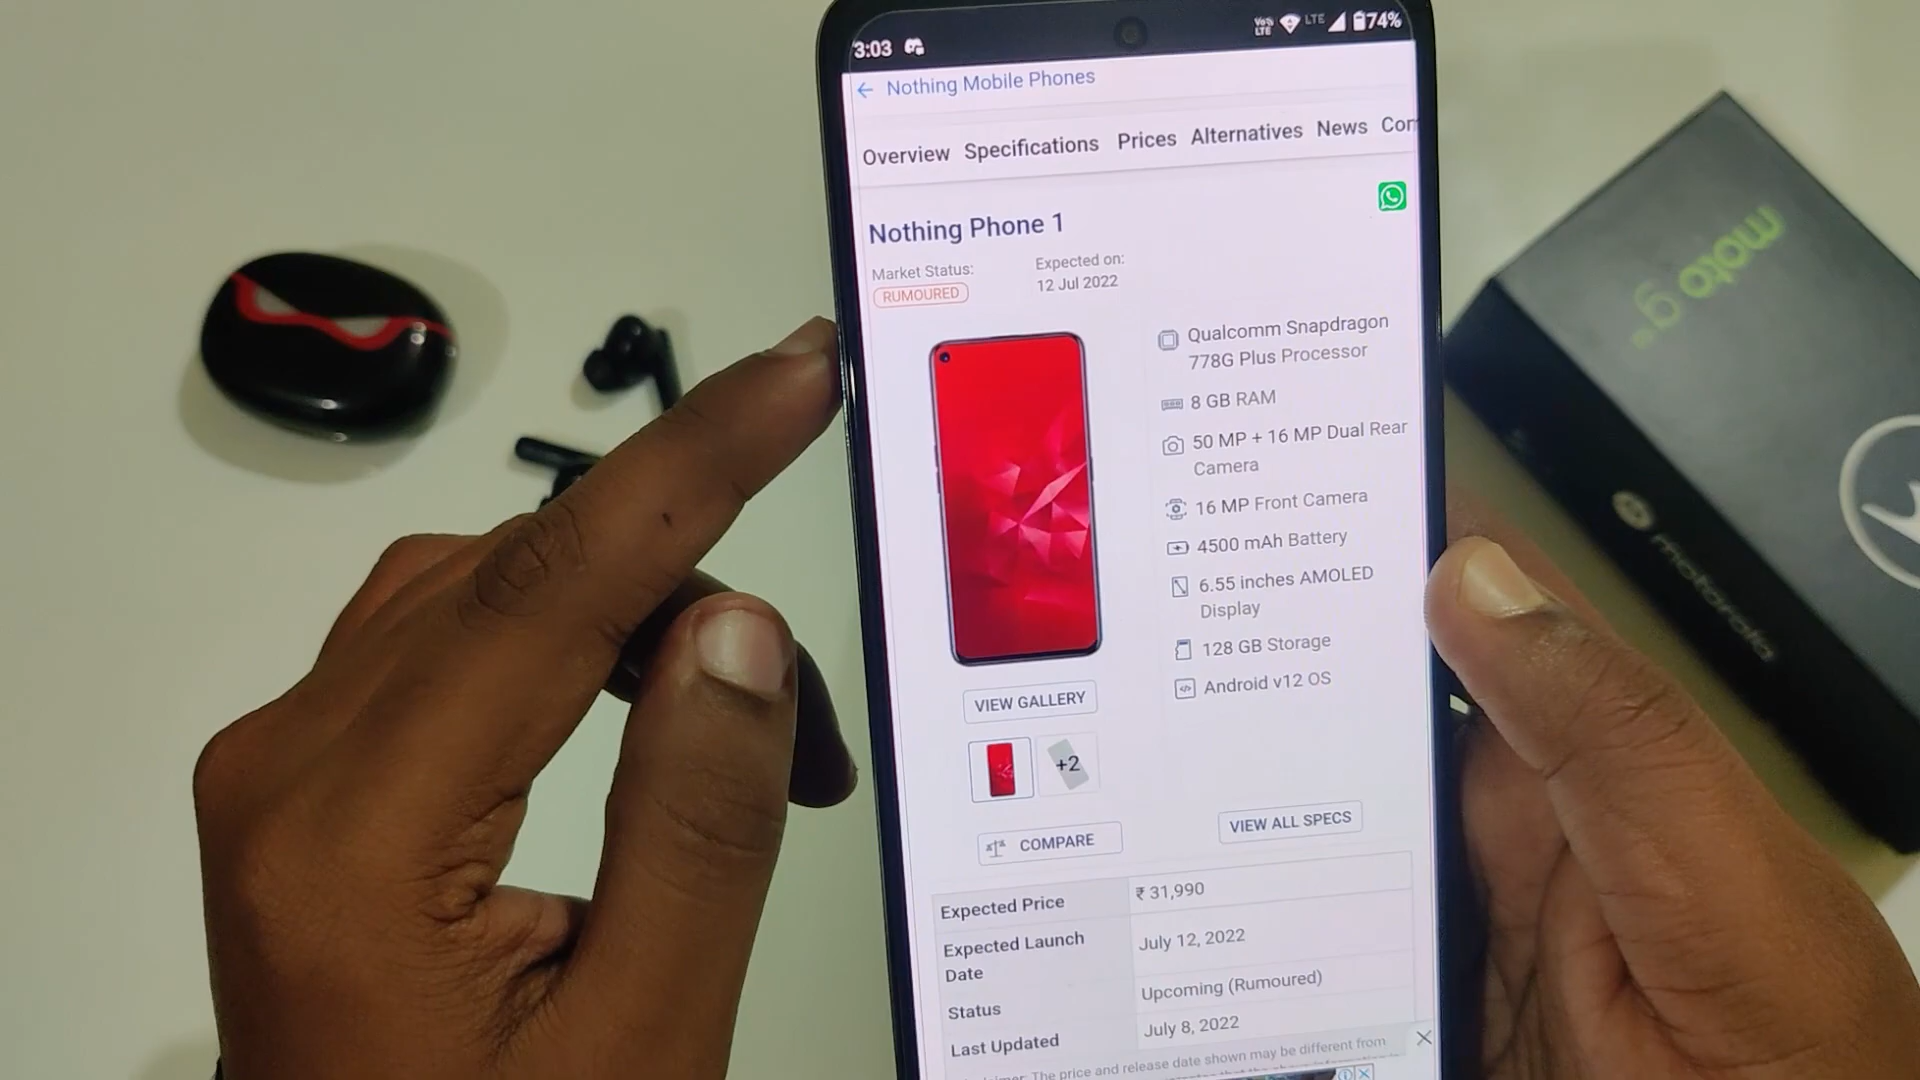 3:03
Vo)) LTE
LTE
74%
Nothing Mobile Phones
Overview Specifications Prices Alternatives News Com
Nothing Phone 1
Market Status:
RUMOURED
Expected on:
12 Jul 2022
Qualcomm Snapdragon
778G Plus Processor
8 GB RAM
50 MP + 16 MP Dual Rear
Camera
16 MP Front Camera
4500 mAh Battery
6.55 inches AMOLED
Display
128 GB Storage
Android v12 OS
VIEW GALLERY
+2
COMPARE
VIEW ALL SPECS
Expected Price ₹ 31,990
Expected Launch
Date
July 12, 2022
Status Upcoming (Rumoured)
Last Updated July 8, 2022
The price and release date shown may be different from
moto g
motorola